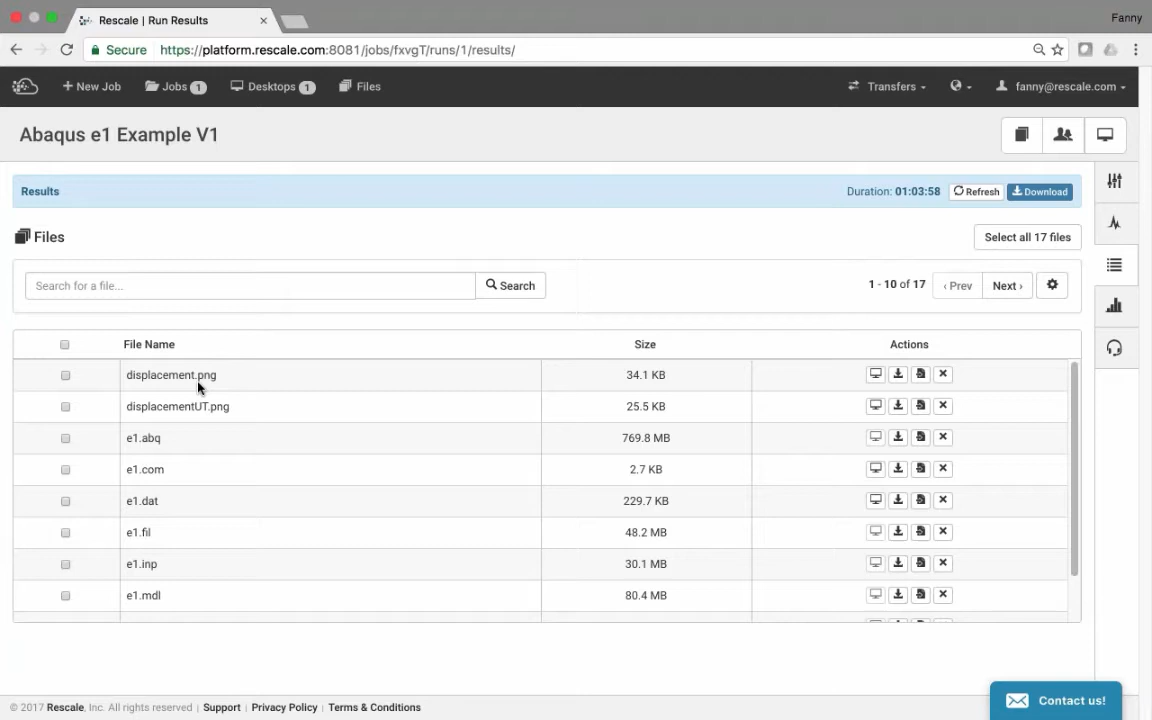 Rescale | Run Results
Fanny
Secure https://platform.rescale.com:8081/jobs/fxvgT/runs/1/results/
New Job Jobs 1 Desktops 1 Files Transfers fanny@rescale.com
Abaqus e1 Example V1
Results Duration: 01:03:58 Refresh Download
Files Select all 17 files
Search for a file... Search 1 - 10 of 17 ‹ Prev Next ›
File Name Size Actions
displacement.png 34.1 KB
displacementUT.png 25.5 KB
e1.abq 769.8 MB
e1.com 2.7 KB
e1.dat 229.7 KB
e1.fil 48.2 MB
e1.inp 30.1 MB
e1.mdl 80.4 MB
© 2017 Rescale, Inc. All rights reserved | Support | Privacy Policy | Terms & Conditions
Contact us!